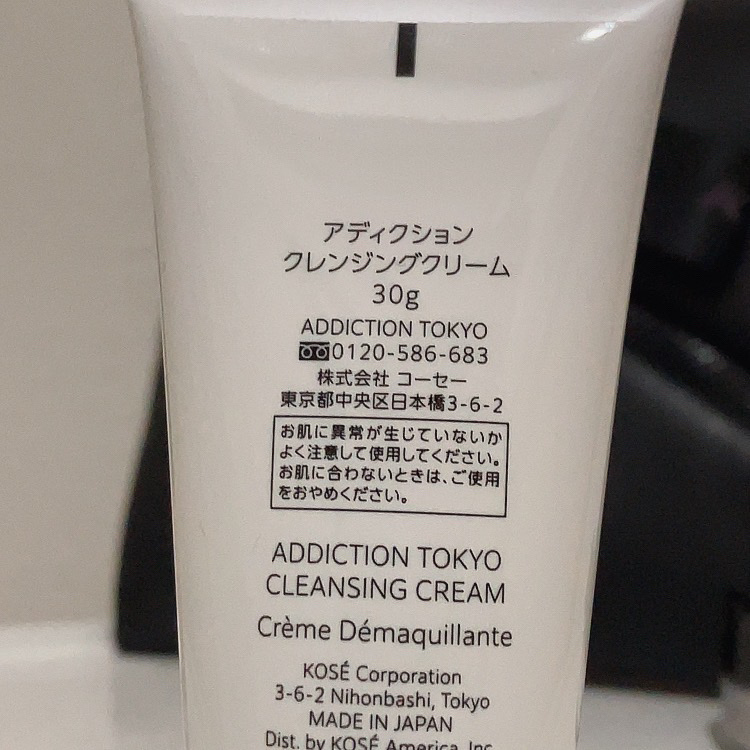 アディクション
クレンジングクリーム
30g
ADDICTION TOKYO
0120-586-683
株式会社 コーセー
東京都中央区日本橋3-6-2
お肌に異常が生じていないか
よく注意して使用してください。
お肌に合わないときは、ご使用
をおやめください。
ADDICTION TOKYO
CLEANSING CREAM
Crème Démaquillante
KOSÉ Corporation
3-6-2 Nihonbashi, Tokyo
MADE IN JAPAN
Dist. by KOSÉ America, Inc.